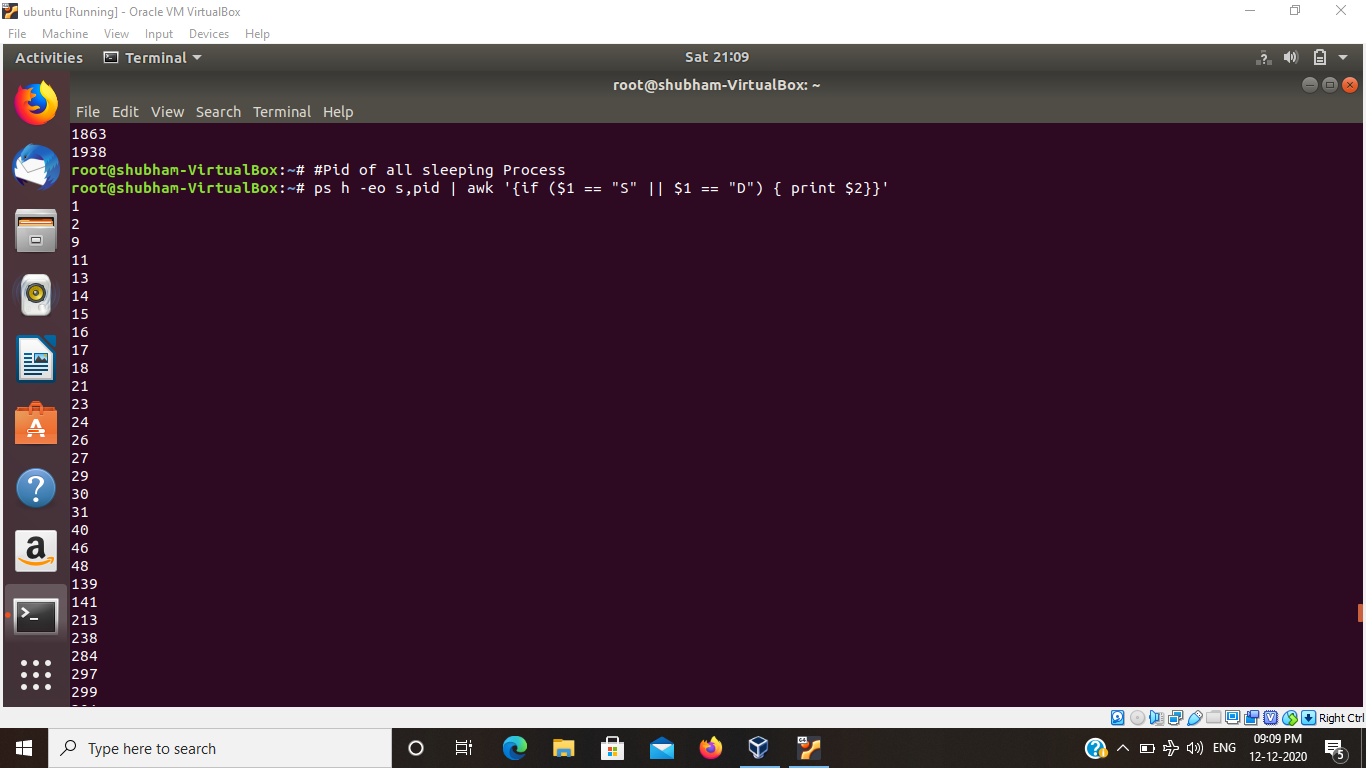 ubuntu [Running] - Oracle VM VirtualBox
File Machine View Input Devices Help
Activities Terminal Sat 21:09
root@shubham-VirtualBox: ~
File Edit View Search Terminal Help
1863
1938
root@shubham-VirtualBox:~# #Pid of all sleeping Process
root@shubham-VirtualBox:~# ps h -eo s,pid | awk '{if ($1 == "S" || $1 == "D") { print $2}}'
1
2
9
11
13
14
15
16
17
18
21
23
24
26
27
29
30
31
40
46
48
139
141
213
238
284
297
299
Right Ctrl
Type here to search
ENG
09:09 PM
12-12-2020
5